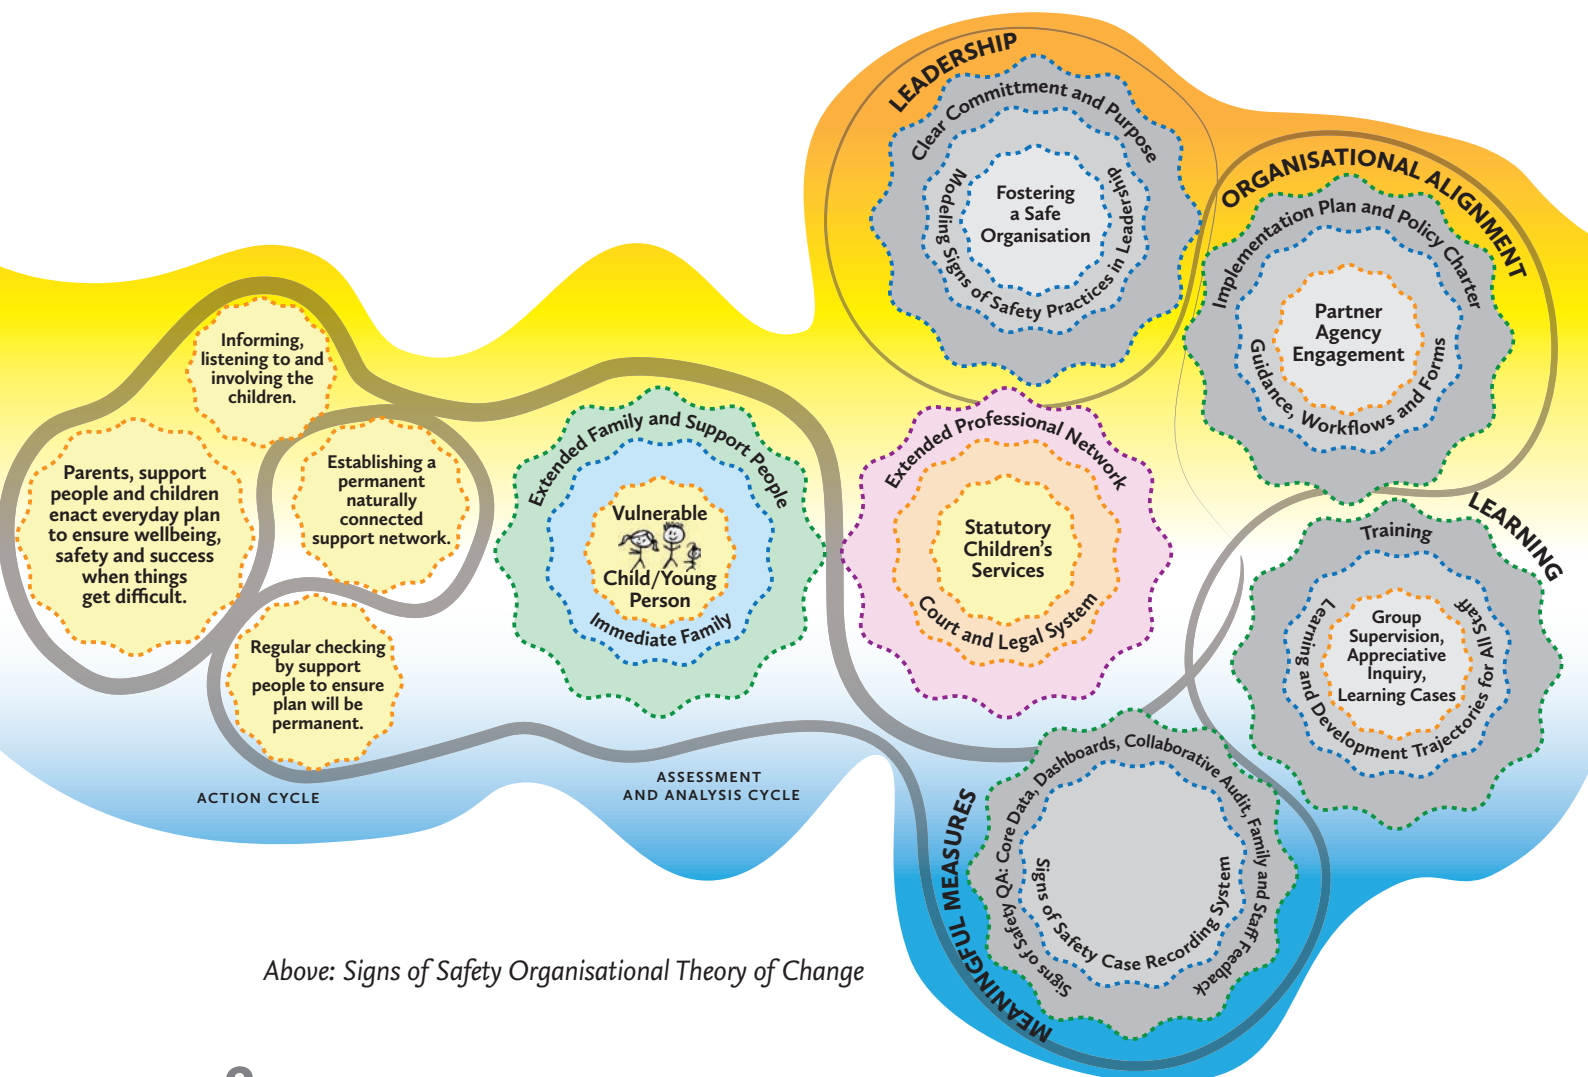 LEADERSHIP
Clear Committment and Purpose
Modeling Signs of Safety Practices in Leadership
Fostering
a Safe
Organisation
ORGANISATIONAL ALIGNMENT
Implementation Plan and Policy Charter
Guidance, Workflows and Forms
Partner
Agency
Engagement
Informing,
listening to and
involving the
children.
Parents, support
people and children
enact everyday plan
to ensure wellbeing,
safety and success
when things
get difficult.
Establishing a
permanent
naturally
connected
support network.
Regular checking
by support
people to ensure
plan will be
permanent.
ACTION CYCLE
Extended Family and Support People
Vulnerable
Child/Young
Person
Immediate Family
ASSESSMENT
AND ANALYSIS CYCLE
Extended Professional Network
Statutory
Children's
Services
Court and Legal System
LEARNING
Training
Learning and Development Trajectories for All Staff
Group
Supervision,
Appreciative
Inquiry,
Learning Cases
MEANINGFUL MEASURES
Signs of Safety QA: Core Data, Dashboards, Collaborative Audit, Family and Staff Feedback
Signs of Safety Case Recording System
Above: Signs of Safety Organisational Theory of Change